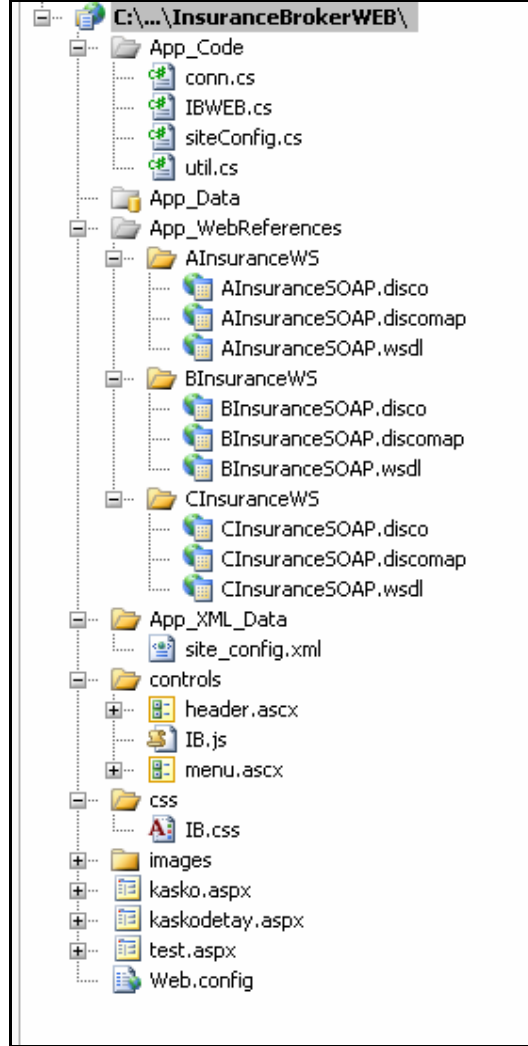 C:\...\InsuranceBrokerWEB\
App_Code
conn.cs
IBWEB.cs
siteConfig.cs
util.cs
App_Data
App_WebReferences
AInsuranceWS
AInsuranceSOAP.disco
AInsuranceSOAP.discomap
AInsuranceSOAP.wsdl
BInsuranceWS
BInsuranceSOAP.disco
BInsuranceSOAP.discomap
BInsuranceSOAP.wsdl
CInsuranceWS
CInsuranceSOAP.disco
CInsuranceSOAP.discomap
CInsuranceSOAP.wsdl
App_XML_Data
site_config.xml
controls
header.ascx
IB.js
menu.ascx
css
IB.css
images
kasko.aspx
kaskodetay.aspx
test.aspx
Web.config